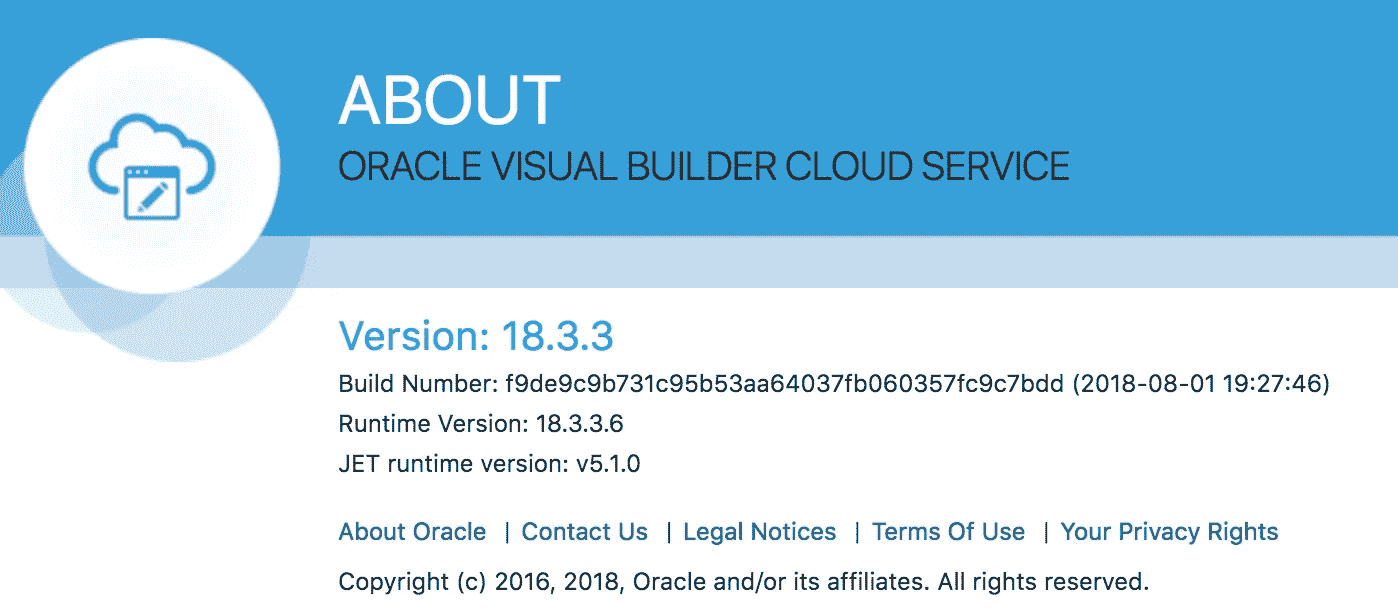 ABOUT
ORACLE VISUAL BUILDER CLOUD SERVICE
Version: 18.3.3
Build Number: f9de9c9b731c95b53aa64037fb060357fc9c7bdd (2018-08-01 19:27:46)
Runtime Version: 18.3.3.6
JET runtime version: v5.1.0
About Oracle | Contact Us | Legal Notices | Terms Of Use | Your Privacy Rights
Copyright (c) 2016, 2018, Oracle and/or its affiliates. All rights reserved.